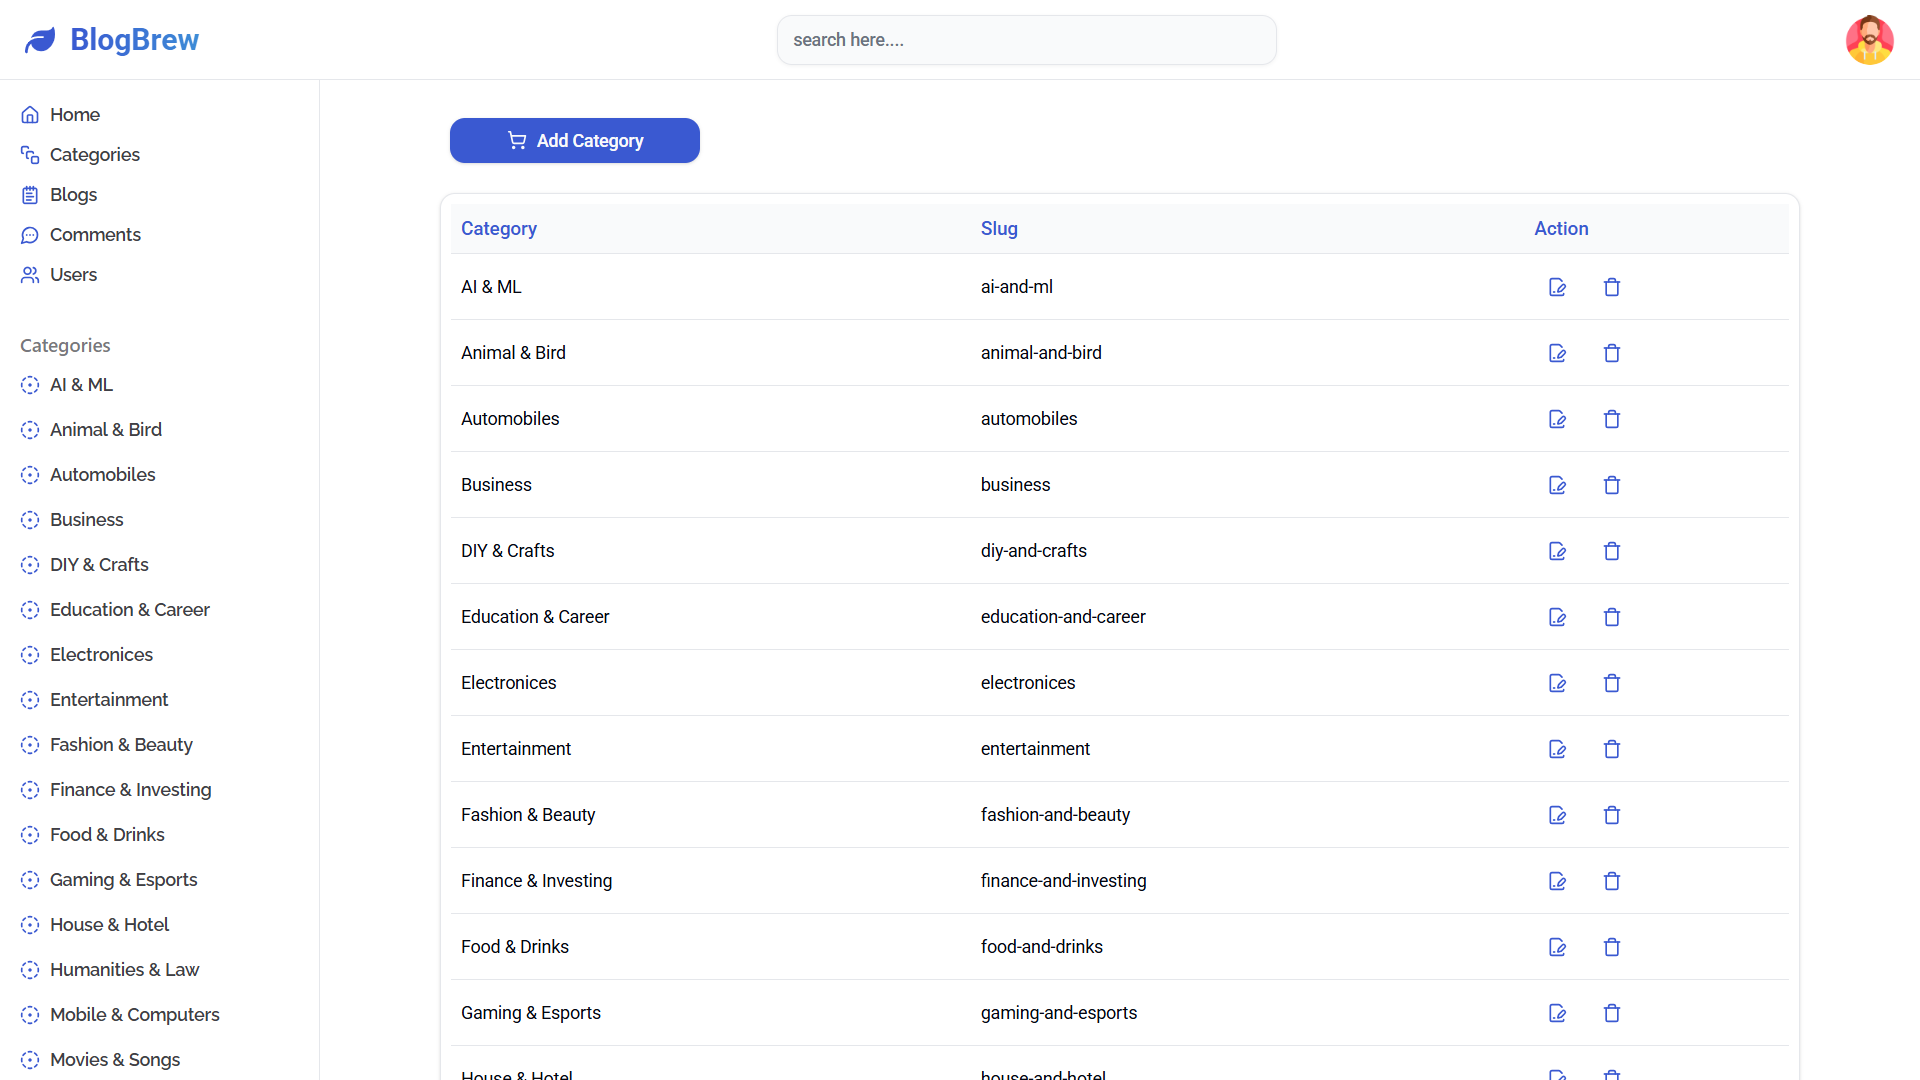 BlogBrew
search here....
Home
Categories
Blogs
Comments
Users
Categories
AI & ML
Animal & Bird
Automobiles
Business
DIY & Crafts
Education & Career
Electronices
Entertainment
Fashion & Beauty
Finance & Investing
Food & Drinks
Gaming & Esports
House & Hotel
Humanities & Law
Mobile & Computers
Movies & Songs
Add Category
Category Slug Action
AI & ML ai-and-ml
Animal & Bird animal-and-bird
Automobiles automobiles
Business business
DIY & Crafts diy-and-crafts
Education & Career education-and-career
Electronices electronices
Entertainment entertainment
Fashion & Beauty fashion-and-beauty
Finance & Investing finance-and-investing
Food & Drinks food-and-drinks
Gaming & Esports gaming-and-esports
House & Hotel house-and-hotel